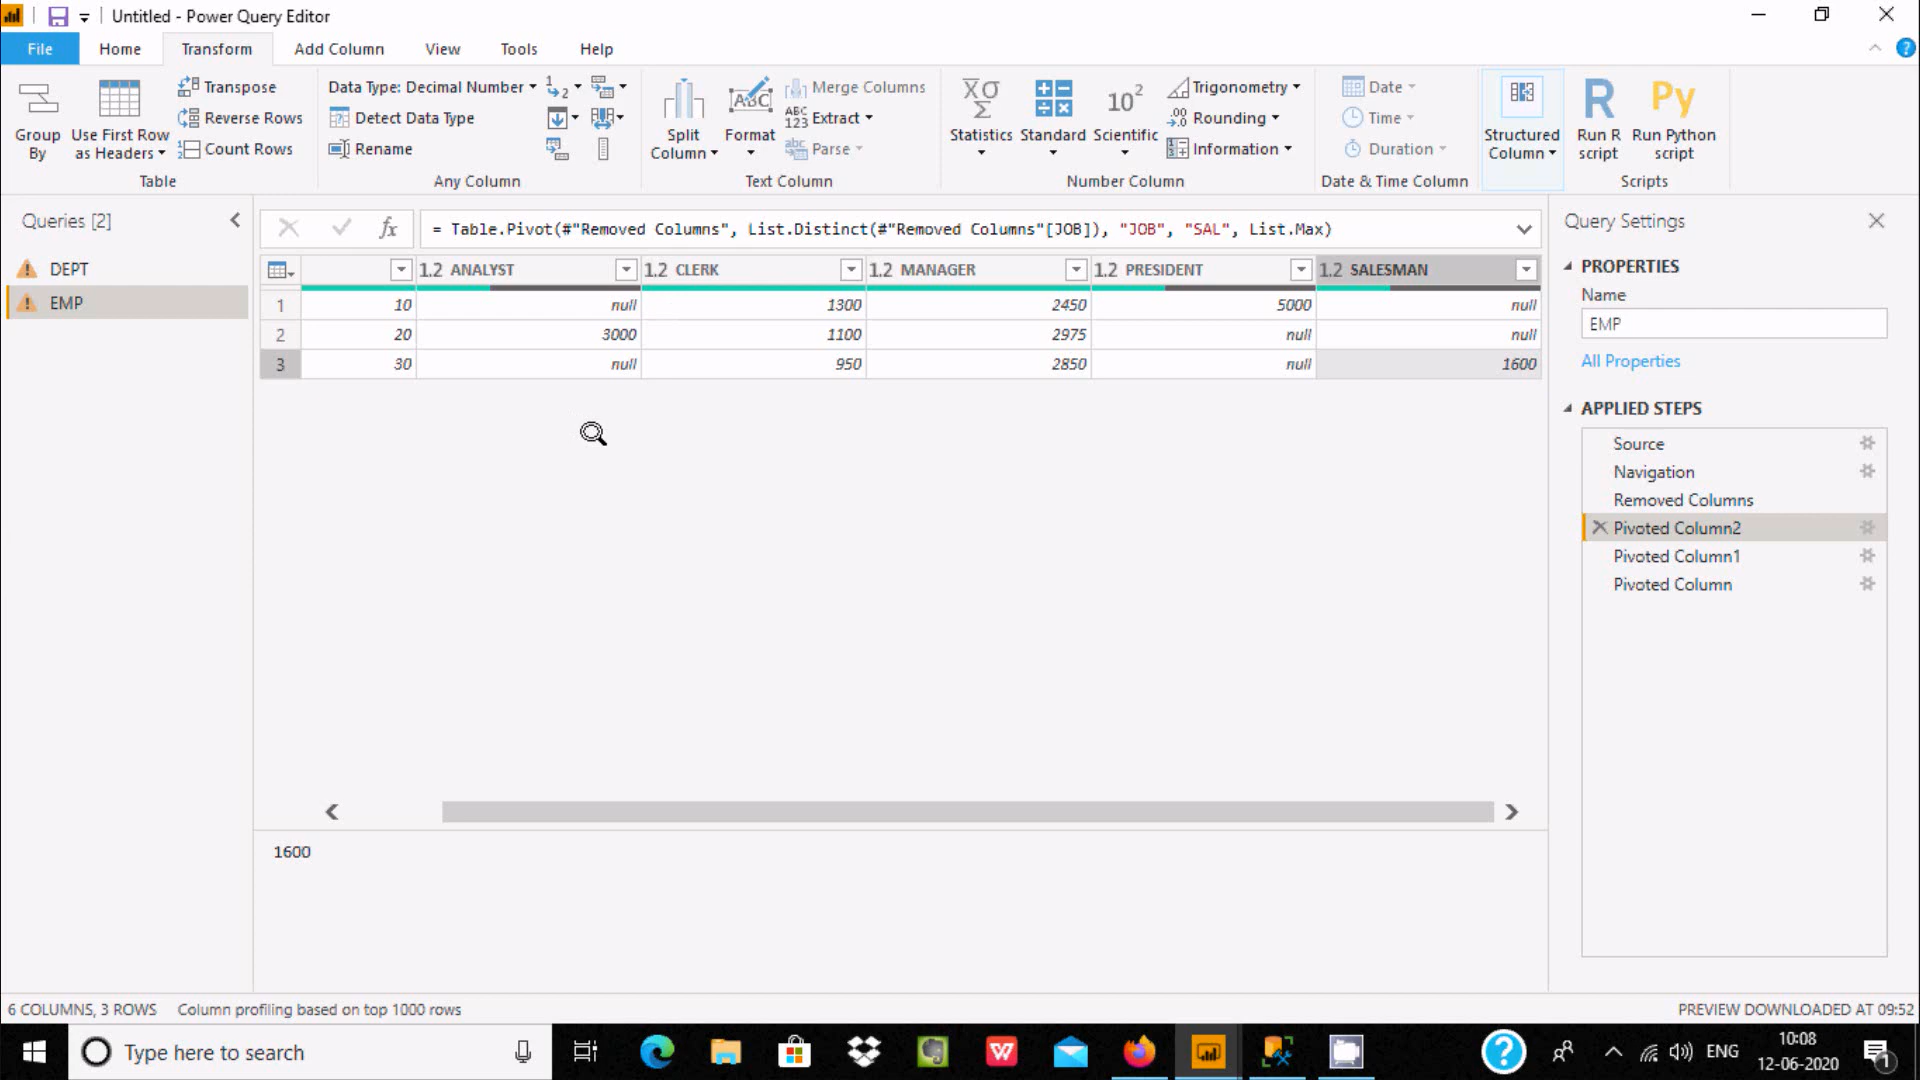 Untitled - Power Query Editor
File Home Transform Add Column View Tools Help
Group By
Use First Row as Headers
Transpose
Reverse Rows
Count Rows
Table
Data Type: Decimal Number
Detect Data Type
Rename
Any Column
Split Column
Format
Merge Columns
Extract
Parse
Text Column
Statistics
Standard
Scientific
Trigonometry
Rounding
Information
Number Column
Date
Time
Duration
Date & Time Column
Structured Column
Run R script
Run Python script
Scripts
Queries [2]
DEPT
EMP
= Table.Pivot(#"Removed Columns", List.Distinct(#"Removed Columns"[JOB]), "JOB", "SAL", List.Max)
1.2 ANALYST 1.2 CLERK 1.2 MANAGER 1.2 PRESIDENT 1.2 SALESMAN
1 10 null 1300 2450 5000 null
2 20 3000 1100 2975 null null
3 30 null 950 2850 null 1600
1600
Query Settings
PROPERTIES
Name
EMP
All Properties
APPLIED STEPS
Source
Navigation
Removed Columns
Pivoted Column2
Pivoted Column1
Pivoted Column
6 COLUMNS, 3 ROWS Column profiling based on top 1000 rows
PREVIEW DOWNLOADED AT 09:52
Type here to search
ENG
10:08
12-06-2020
1